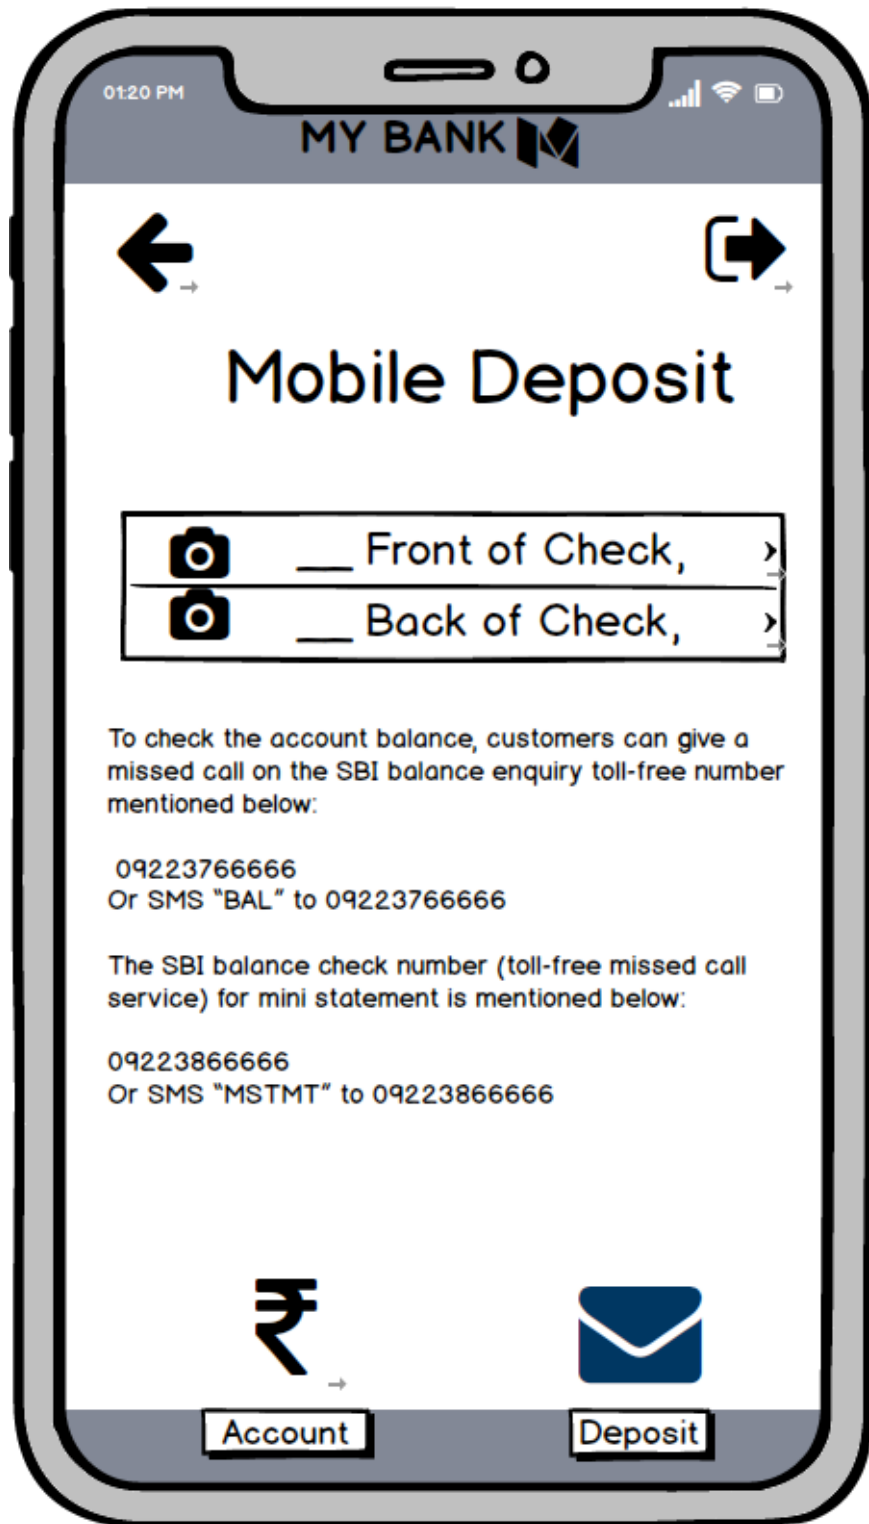 01:20 PM
MY BANK
Mobile Deposit
__ Front of Check,
__ Back of Check,
To check the account balance, customers can give a
missed call on the SBI balance enquiry toll-free number
mentioned below:
09223766666
Or SMS “BAL” to 09223766666
The SBI balance check number (toll-free missed call
service) for mini statement is mentioned below:
09223866666
Or SMS “MSTMT” to 09223866666
₹
Account
Deposit